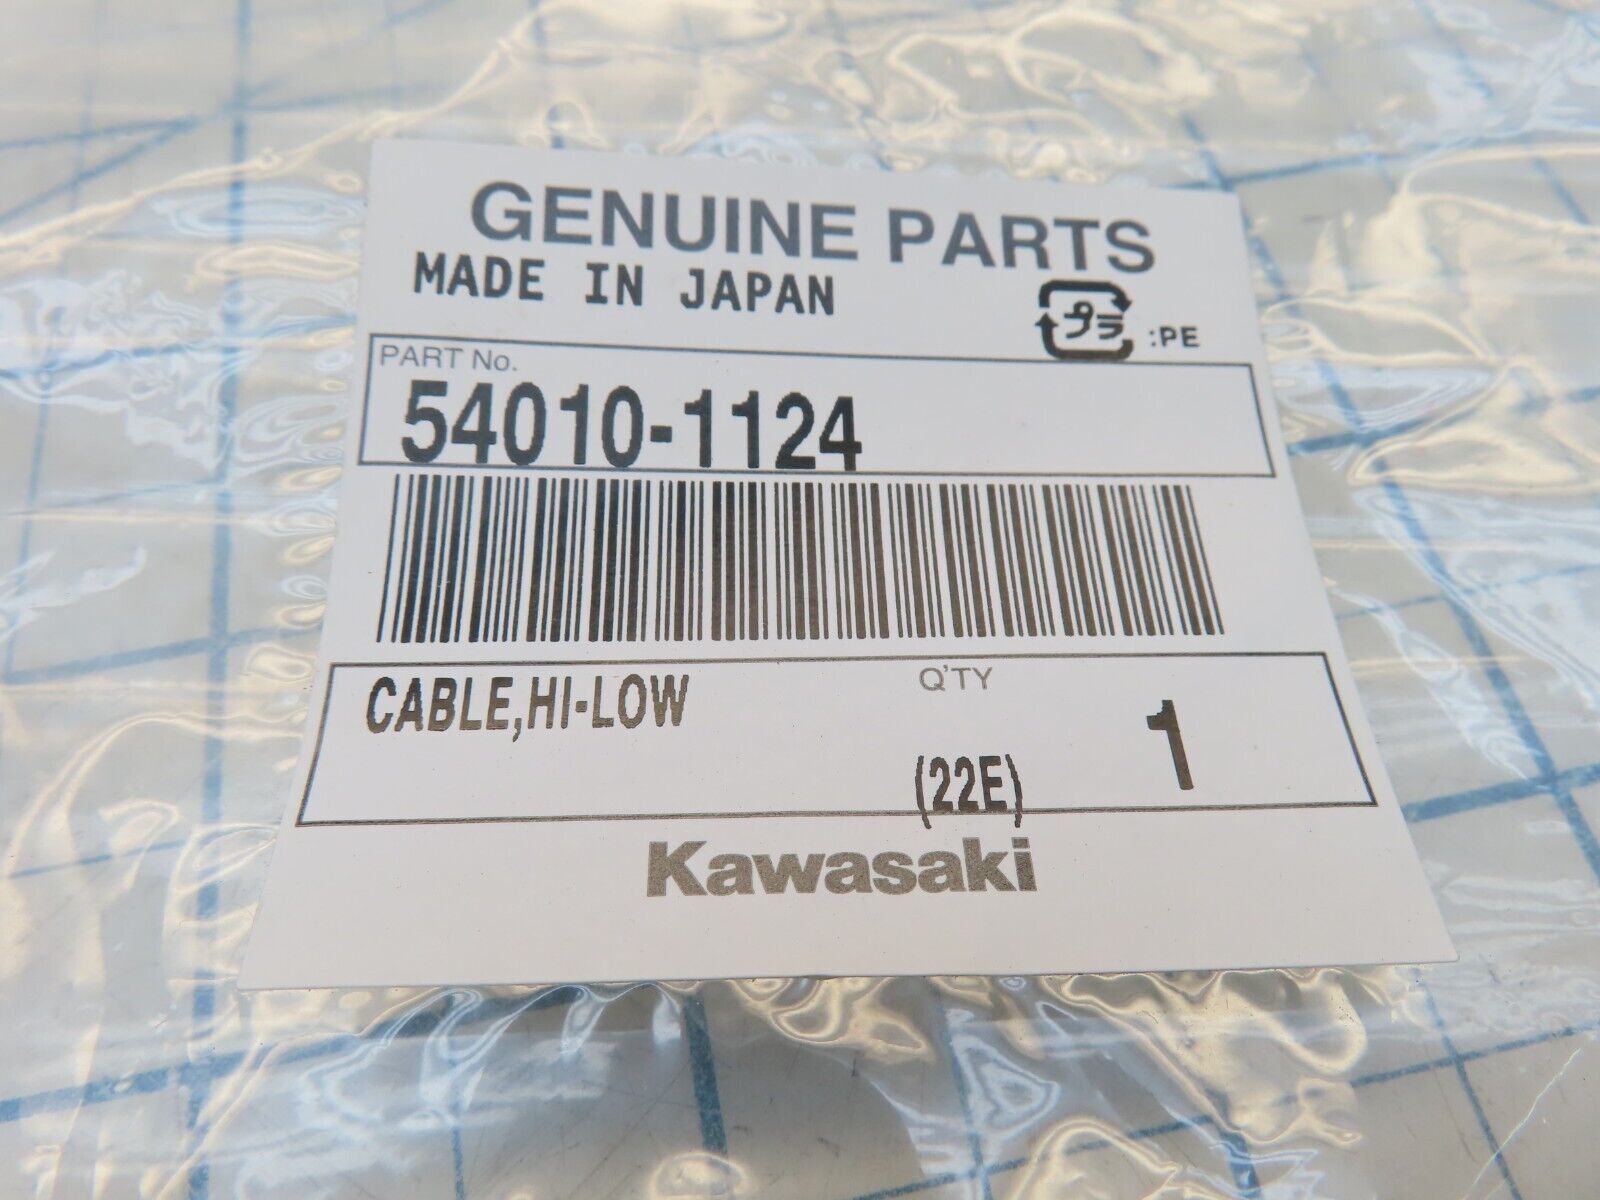 GENUINE PARTS
MADE IN JAPAN
プラ :PE
PART No.
54010-1124
CABLE,HI-LOW
Q'TY
(22E)
1
Kawasaki